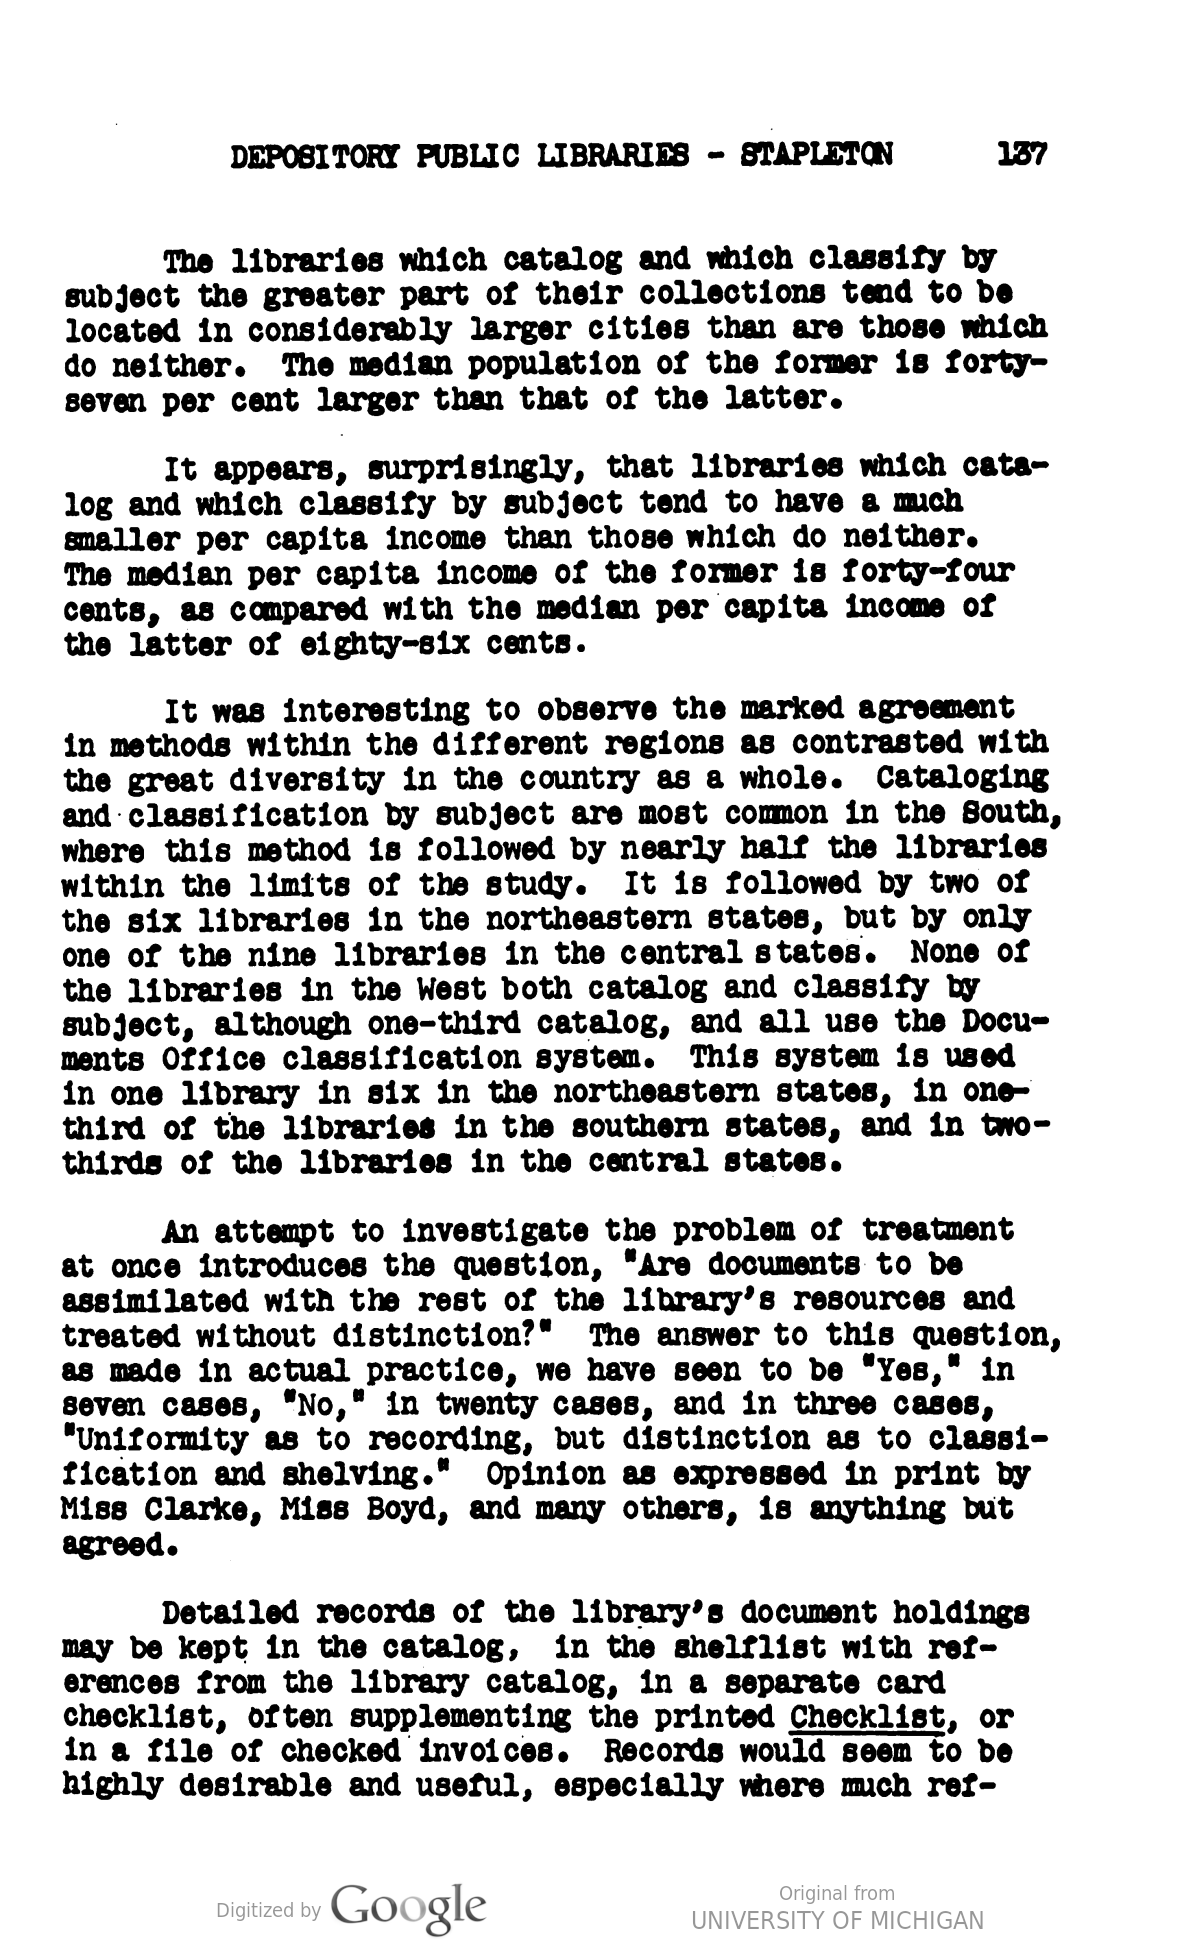 DEPOSITORY PUBLIC LIBRARIES - STAPLETON 137
The libraries which catalog and which classify by
subject the greater part of their collections tend to be
located in considerably larger cities than are those which
do neither. The median population of the former is forty-
seven per cent larger than that of the latter.
It appears, surprisingly, that libraries which cata-
log and which classify by subject tend to have a much
smaller per capita income than those which do neither.
The median per capita income of the former is forty-four
cents, as compared with the median per capita income of
the latter of eighty-six cents.
It was interesting to observe the marked agreement
in methods within the different regions as contrasted with
the great diversity in the country as a whole. Cataloging
and classification by subject are most common in the South,
where this method is followed by nearly half the libraries
within the limits of the study. It is followed by two of
the six libraries in the northeastern states, but by only
one of the nine libraries in the central states. None of
the libraries in the West both catalog and classify by
subject, although one-third catalog, and all use the Docu-
ments Office classification system. This system is used
in one library in six in the northeastern states, in one-
third of the libraries in the southern states, and in two-
thirds of the libraries in the central states.
An attempt to investigate the problem of treatment
at once introduces the question, "Are documents to be
assimilated with the rest of the library's resources and
treated without distinction?" The answer to this question,
as made in actual practice, we have seen to be "Yes," in
seven cases, "No," in twenty cases, and in three cases,
"Uniformity as to recording, but distinction as to classi-
fication and shelving." Opinion as expressed in print by
Miss Clarke, Miss Boyd, and many others, is anything but
agreed.
Detailed records of the library's document holdings
may be kept in the catalog, in the shelflist with ref-
erences from the library catalog, in a separate card
checklist, often supplementing the printed Checklist, or
in a file of checked invoices. Records would seem to be
highly desirable and useful, especially where much ref-
Digitized by Google
Original from
UNIVERSITY OF MICHIGAN